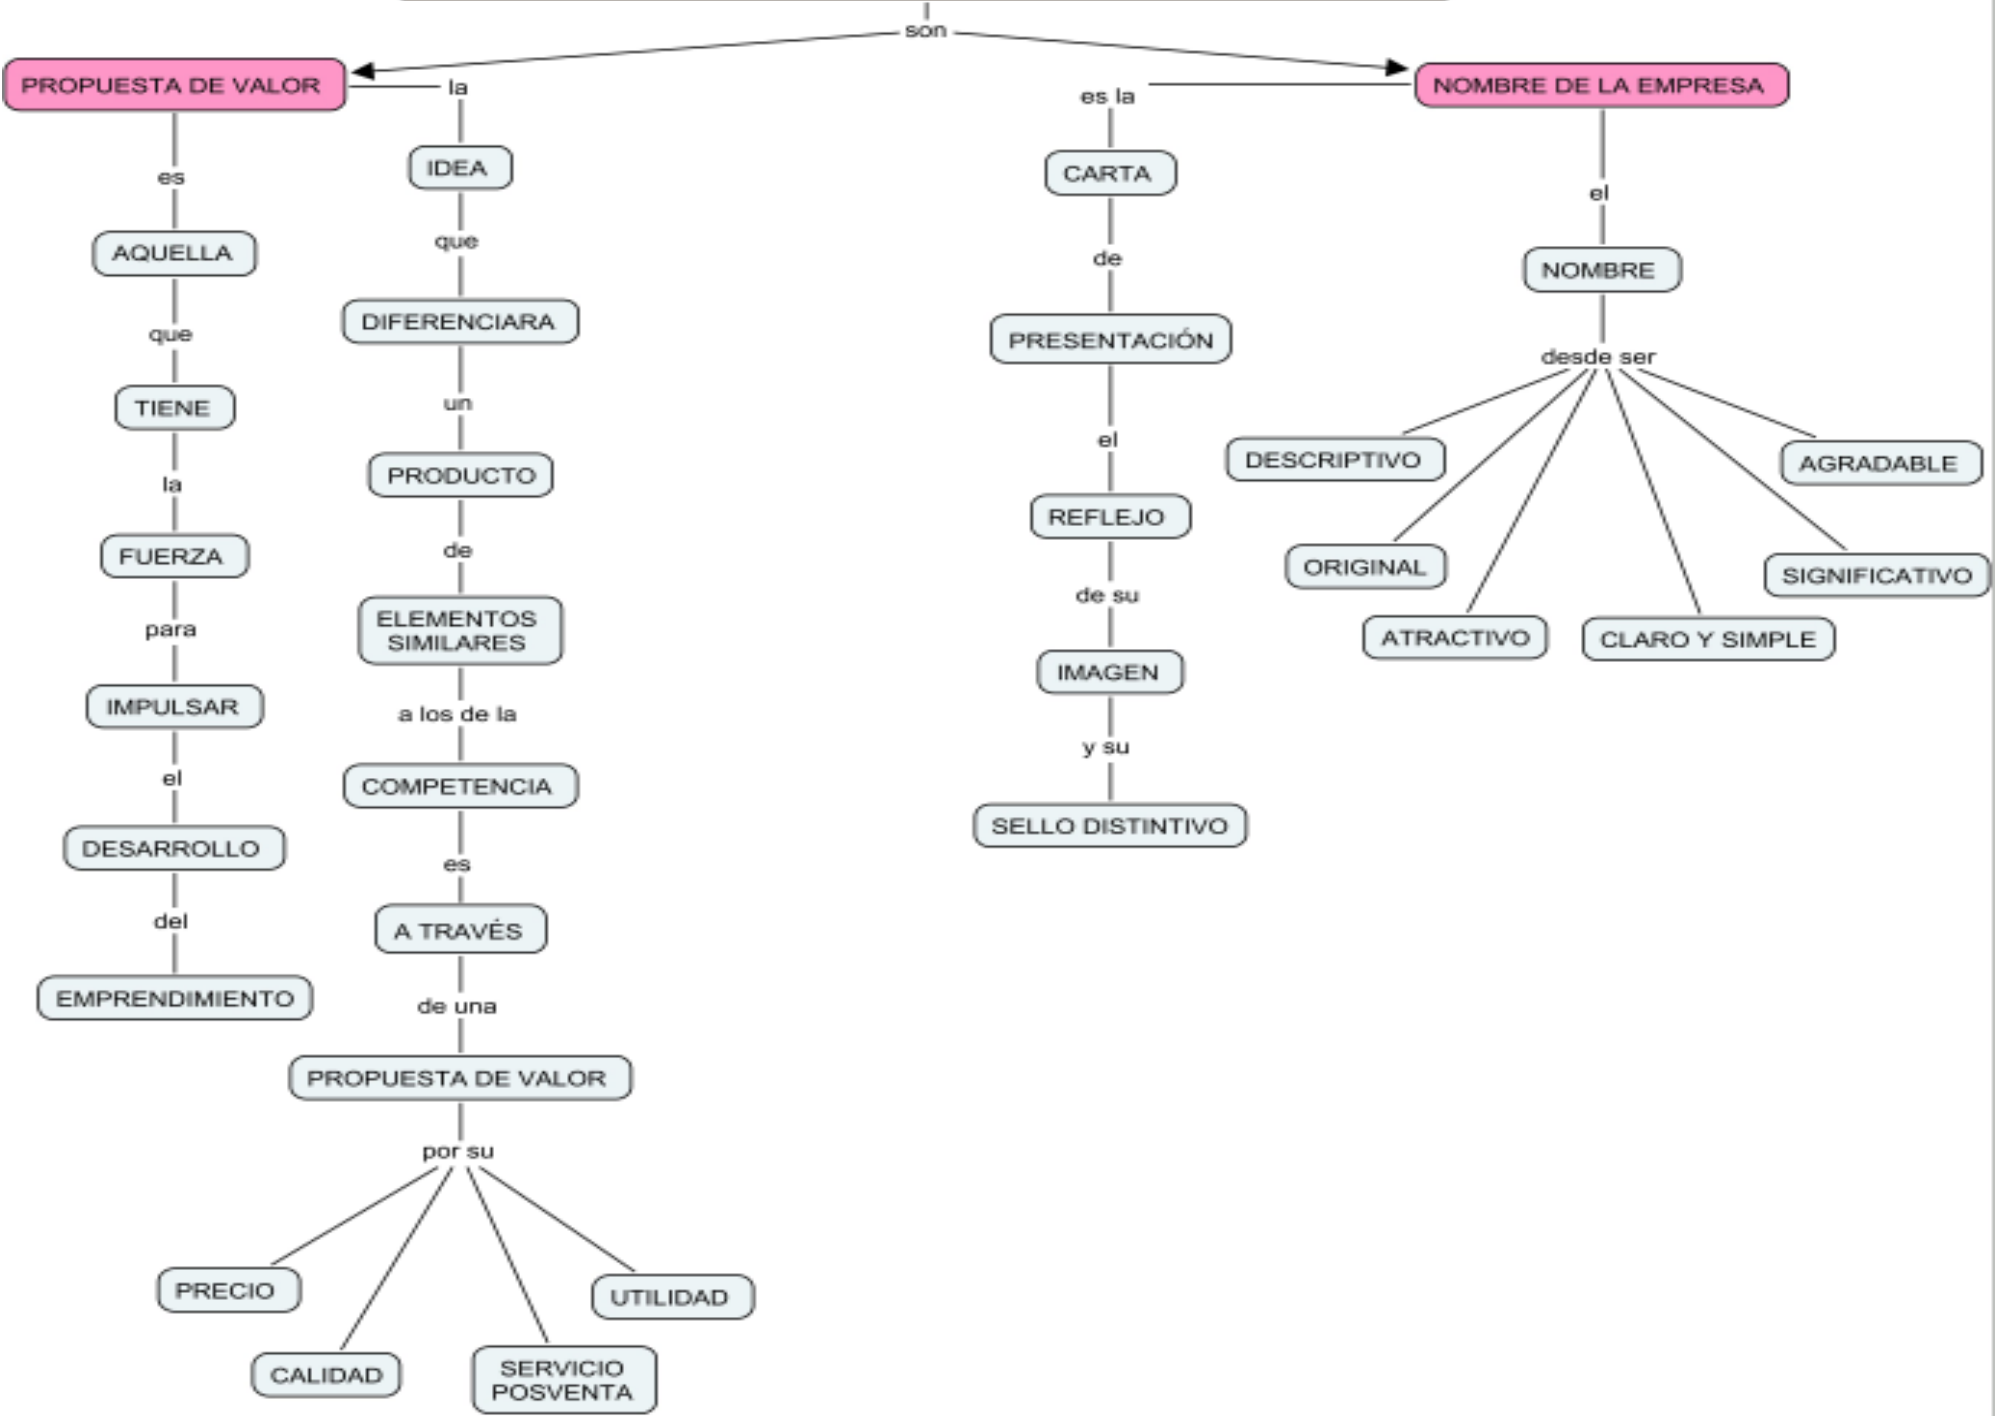 son
PROPUESTA DE VALOR
la
es
IDEA
AQUELLA
que
que
DIFERENCIARA
TIENE
un
la
PRODUCTO
FUERZA
de
para
ELEMENTOS
SIMILARES
IMPULSAR
a los de la
el
COMPETENCIA
DESARROLLO
es
del
A TRAVÉS
EMPRENDIMIENTO
de una
PROPUESTA DE VALOR
por su
PRECIO
UTILIDAD
CALIDAD
SERVICIO
POSVENTA
NOMBRE DE LA EMPRESA
es la
CARTA
de
PRESENTACIÓN
el
REFLEJO
de su
IMAGEN
y su
SELLO DISTINTIVO
el
NOMBRE
desde ser
DESCRIPTIVO
AGRADABLE
ORIGINAL
SIGNIFICATIVO
ATRACTIVO
CLARO Y SIMPLE